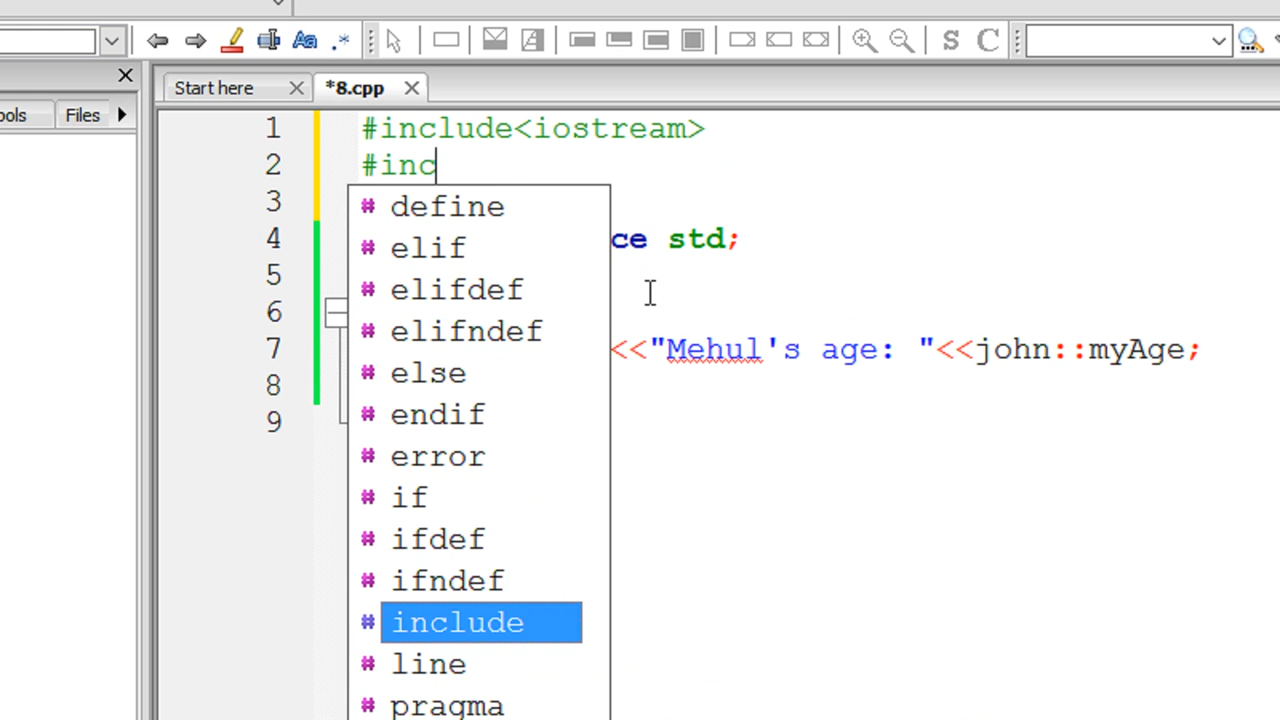 Aa .* S C
ools Files Start here *8.cpp
1 #include<iostream>
2 #inc
3
4 ce std;
5
6
7 <<"Mehul's age: "<<john::myAge;
8
9
# define
# elif
# elifdef
# elifndef
# else
# endif
# error
# if
# ifdef
# ifndef
# include
# line
# pragma